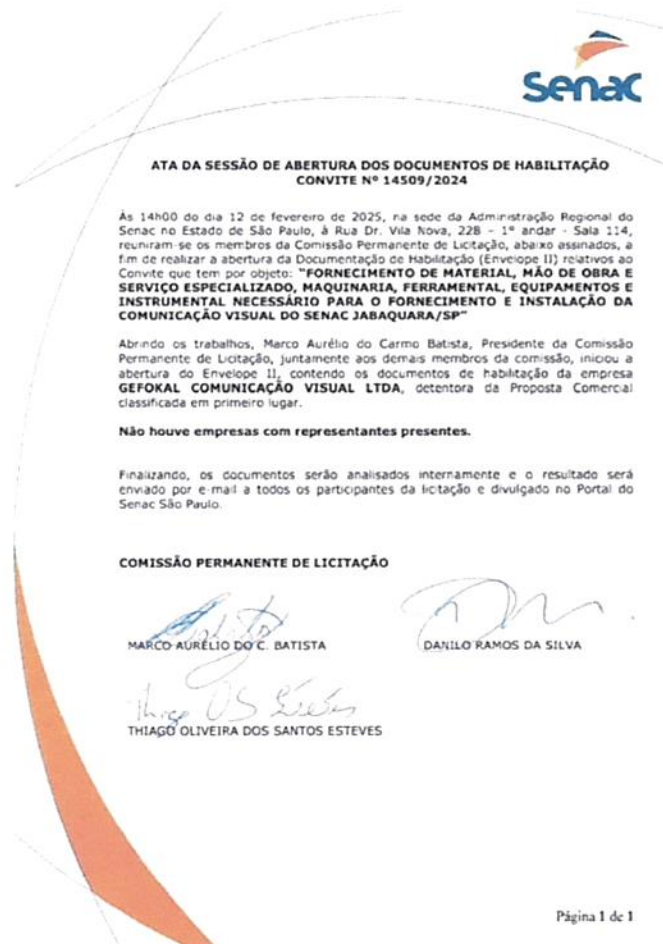 Senac
ATA DA SESSÃO DE ABERTURA DOS DOCUMENTOS DE HABILITAÇÃO
CONVITE Nº 14509/2024
Às 14h00 do dia 12 de fevereiro de 2025, na sede da Administração Regional do
Senac no Estado de São Paulo, à Rua Dr. Vila Nova, 228 - 1º andar - Sala 114,
reuniram-se os membros da Comissão Permanente de Licitação, abaixo assinados, a
fim de realizar a abertura da Documentação de Habilitação (Envelope II) relativos ao
Convite que tem por objeto: "FORNECIMENTO DE MATERIAL, MÃO DE OBRA E
SERVIÇO ESPECIALIZADO, MAQUINARIA, FERRAMENTAL, EQUIPAMENTOS E
INSTRUMENTAL NECESSÁRIO PARA O FORNECIMENTO E INSTALAÇÃO DA
COMUNICAÇÃO VISUAL DO SENAC JABAQUARA/SP"
Abrindo os trabalhos, Marco Aurélio do Carmo Batista, Presidente da Comissão
Permanente de Licitação, juntamente aos demais membros da comissão, iniciou a
abertura do Envelope II, contendo os documentos de habilitação da empresa
GEFOKAL COMUNICAÇÃO VISUAL LTDA, detentora da Proposta Comercial
classificada em primeiro lugar.
Não houve empresas com representantes presentes.
Finalizando, os documentos serão analisados internamente e o resultado será
enviado por e-mail a todos os participantes da licitação e divulgado no Portal do
Senac São Paulo.
COMISSÃO PERMANENTE DE LICITAÇÃO
MARCO AURÉLIO DO C. BATISTA
DANILO RAMOS DA SILVA
Thiago
THIAGO OLIVEIRA DOS SANTOS ESTEVES
Página 1 de 1